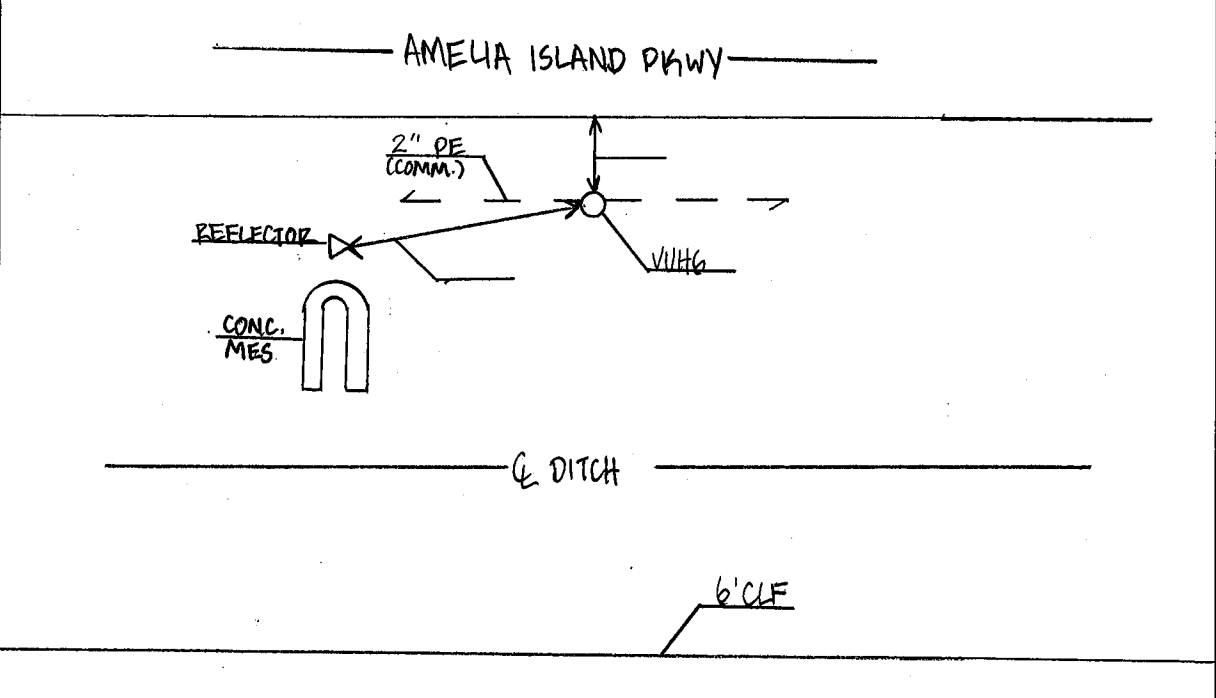 AMELIA ISLAND PKWY
2" PE
(COMM.)
REFLECTOR
VVH6
CONC.
MES
℄ DITCH
6' CLF